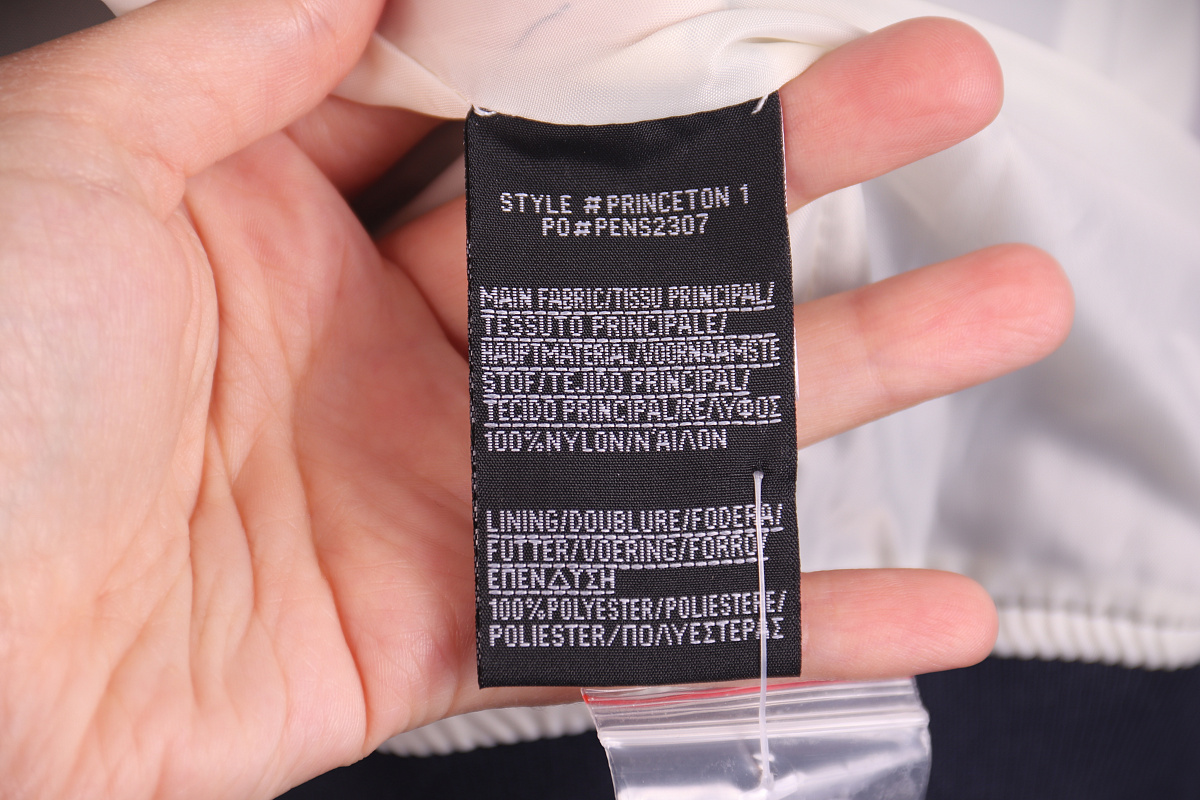 STYLE #PRINCETON 1
PO#PENS2307
MAIN FABRIC/TISSU PRINCIPAL/
TESSUTO PRINCIPALE/
HAUPTMATERIAL/VOORNAAMSTE
STOF/TEJIDO PRINCIPAL/
TECIDO PRINCIPAL/ΚΕΛΥΦΟΣ
100%NYLON/ΝΑΙΛΟΝ
LINING/DOUBLURE/FODERA/
FUTTER/VOERING/FORRO
ΕΠΕΝΔΥΣΗ
100%POLYESTER/POLIESTERE/
POLIESTER/ΠΟΛΥΕΣΤΕΡΑΣ